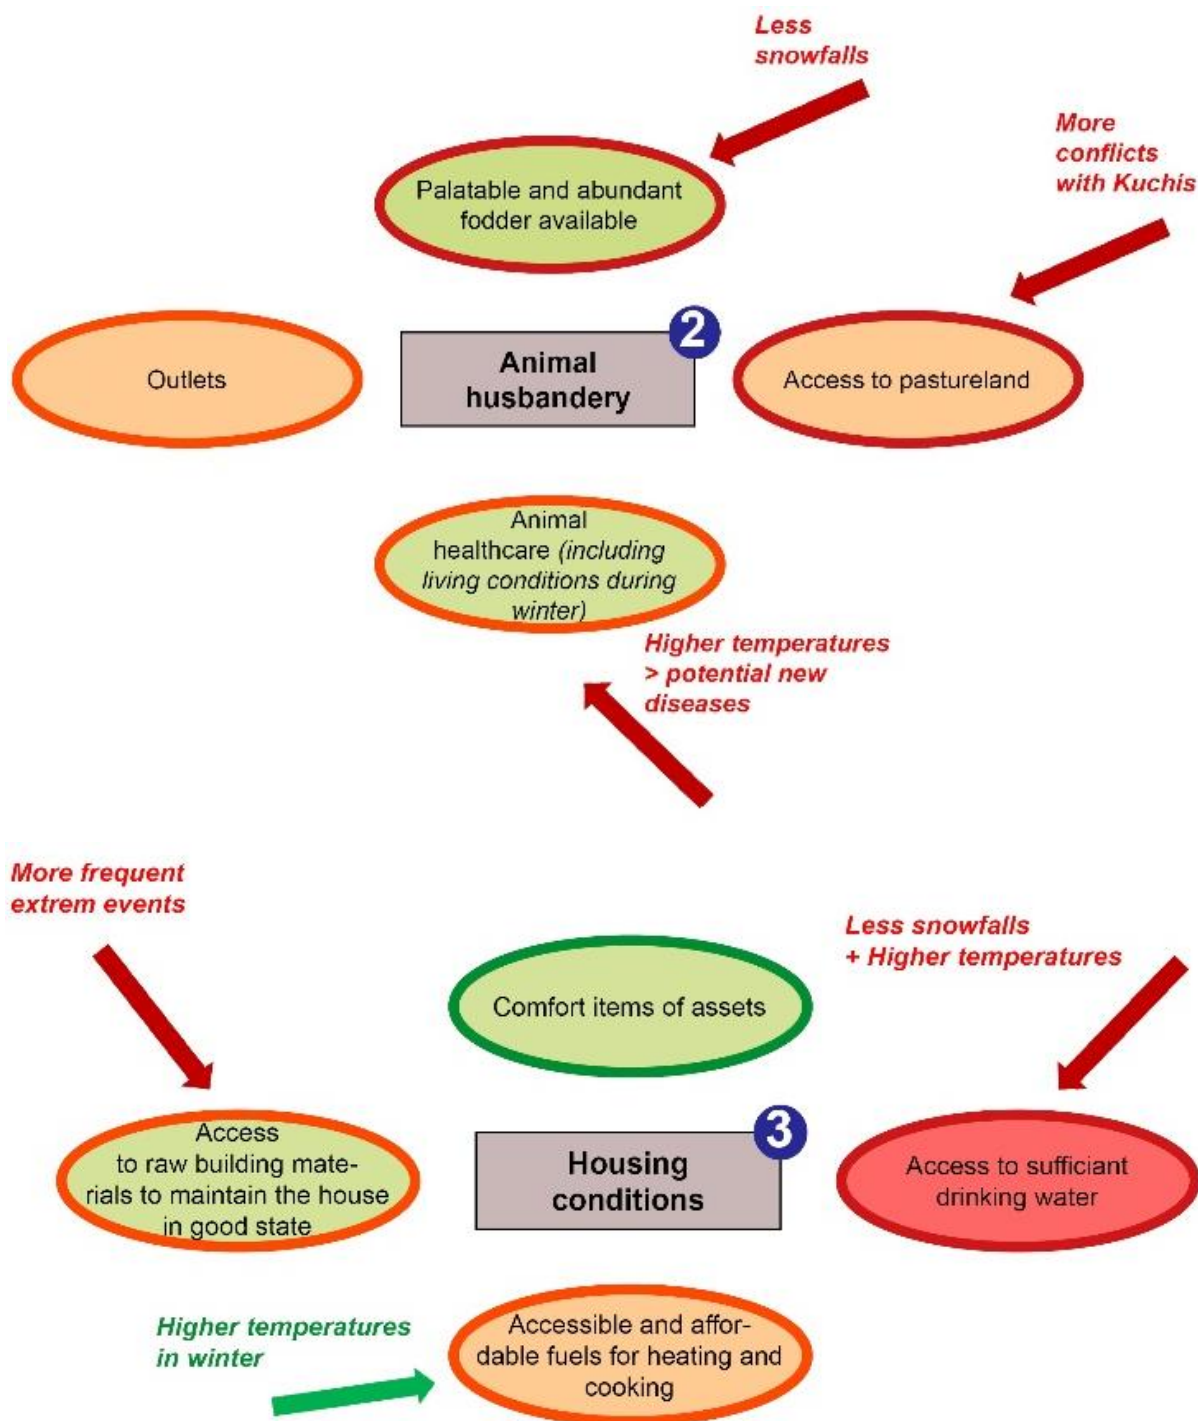 Less
snowfalls
More
conflicts
with Kuchis
Palatable and abundant
fodder available
2
Outlets
Animal
husbandery
Access to pastureland
Animal
healthcare (including
living conditions during
winter)
Higher temperatures
> potential new
diseases
More frequent
extrem events
Less snowfalls
+ Higher temperatures
Comfort items of assets
3
Access
to raw building mate-
rials to maintain the house
in good state
Housing
conditions
Access to sufficiant
drinking water
Higher temperatures
in winter
Accessible and affor-
dable fuels for heating and
cooking